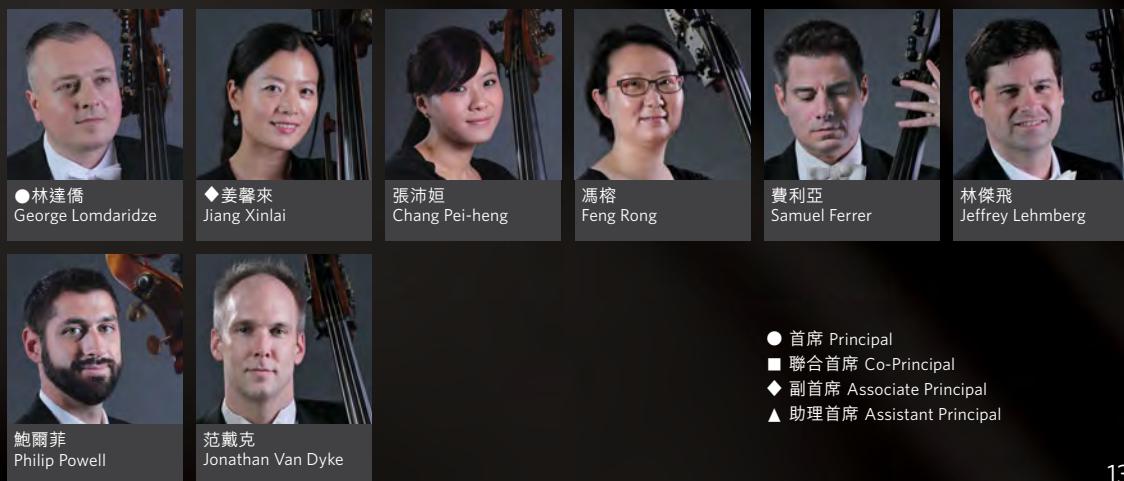 ●林達僑
George Lomdaridze
◆姜馨來
Jiang Xinlai
張沛姮
Chang Pei-heng
馮榕
Feng Rong
費利亞
Samuel Ferrer
林傑飛
Jeffrey Lehmberg
鮑爾菲
Philip Powell
范戴克
Jonathan Van Dyke
● 首席 Principal
■ 聯合首席 Co-Principal
◆ 副首席 Associate Principal
▲ 助理首席 Assistant Principal
13